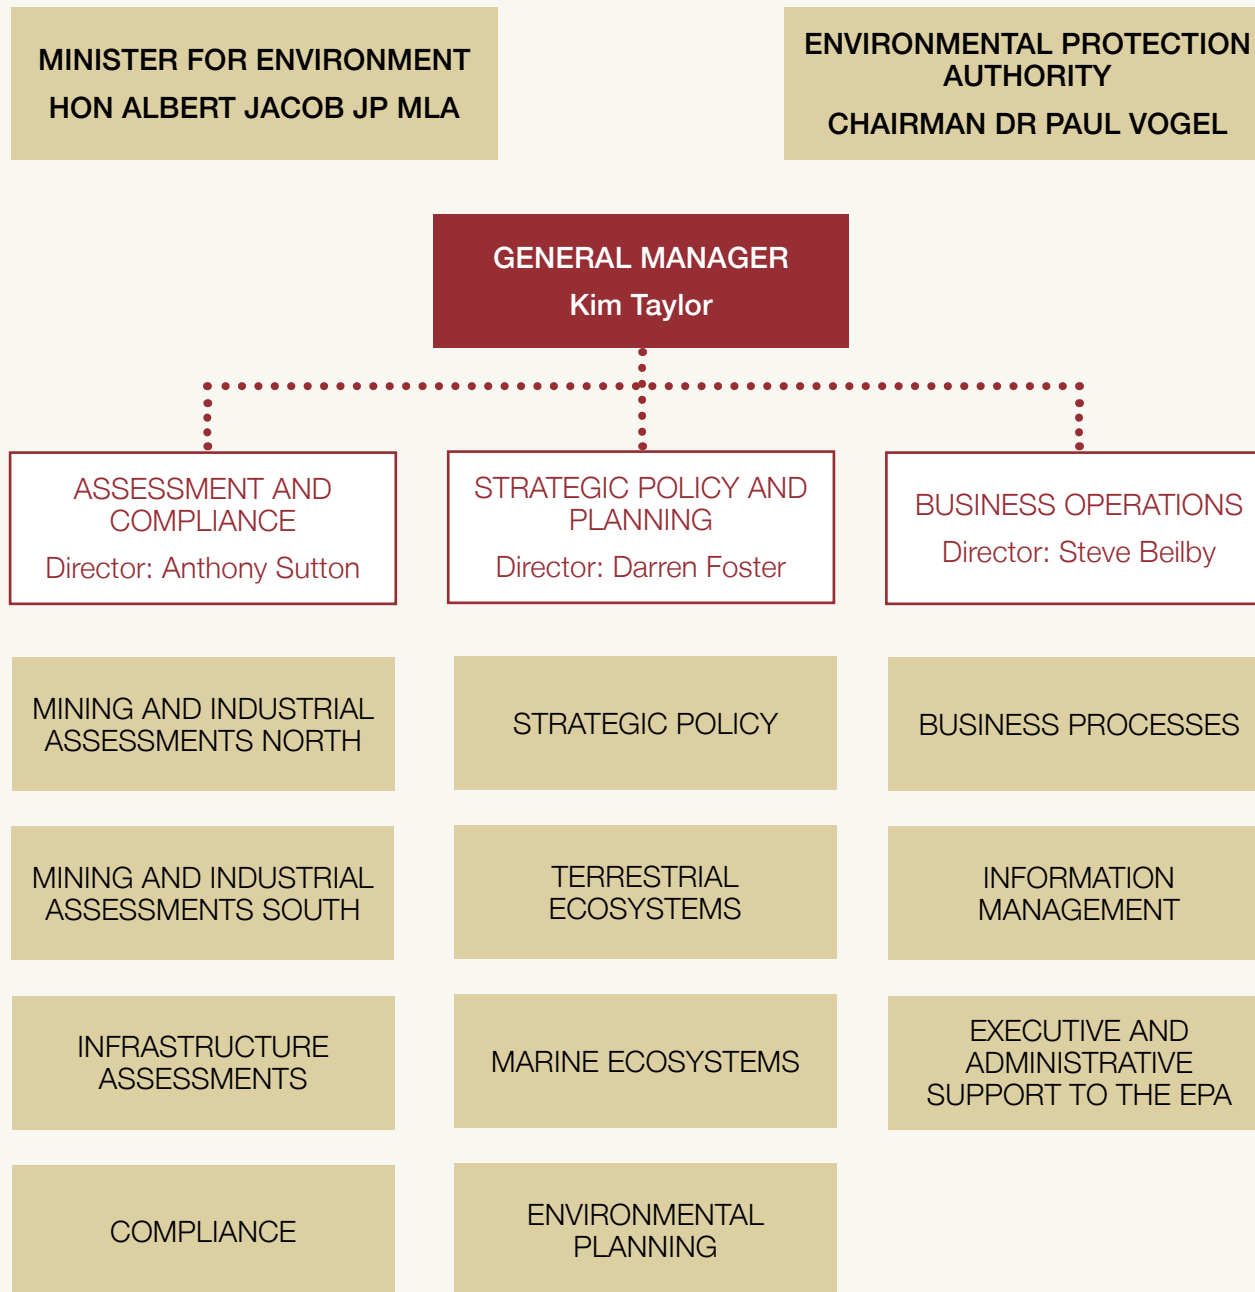 MINISTER FOR ENVIRONMENT
HON ALBERT JACOB JP MLA
ENVIRONMENTAL PROTECTION
AUTHORITY
CHAIRMAN DR PAUL VOGEL
GENERAL MANAGER
Kim Taylor
ASSESSMENT AND
COMPLIANCE
Director: Anthony Sutton
STRATEGIC POLICY AND
PLANNING
Director: Darren Foster
BUSINESS OPERATIONS
Director: Steve Beilby
MINING AND INDUSTRIAL
ASSESSMENTS NORTH
STRATEGIC POLICY
BUSINESS PROCESSES
MINING AND INDUSTRIAL
ASSESSMENTS SOUTH
TERRESTRIAL
ECOSYSTEMS
INFORMATION
MANAGEMENT
INFRASTRUCTURE
ASSESSMENTS
MARINE ECOSYSTEMS
EXECUTIVE AND
ADMINISTRATIVE
SUPPORT TO THE EPA
COMPLIANCE
ENVIRONMENTAL
PLANNING